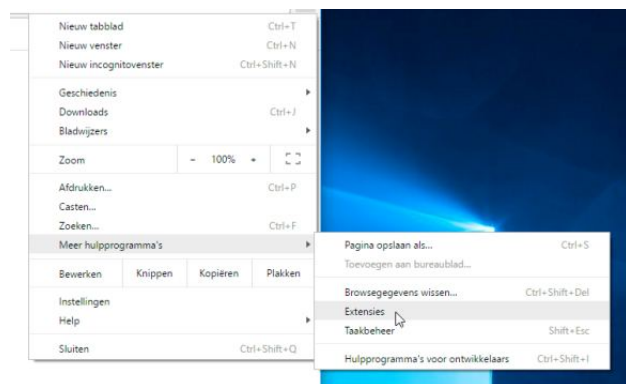 Nieuw tabblad Ctrl+T
Nieuw venster Ctrl+N
Nieuw incognitovenster Ctrl+Shift+N
Geschiedenis
Downloads Ctrl+J
Bladwijzers
Zoom - 100% +
Afdrukken... Ctrl+P
Casten...
Zoeken... Ctrl+F
Meer hulpprogramma's
Bewerken Knippen Kopiëren Plakken
Instellingen
Help
Sluiten Ctrl+Shift+Q
Pagina opslaan als... Ctrl+S
Toevoegen aan bureaublad...
Browsegegevens wissen... Ctrl+Shift+Del
Extensies
Taakbeheer Shift+Esc
Hulpprogramma's voor ontwikkelaars Ctrl+Shift+I